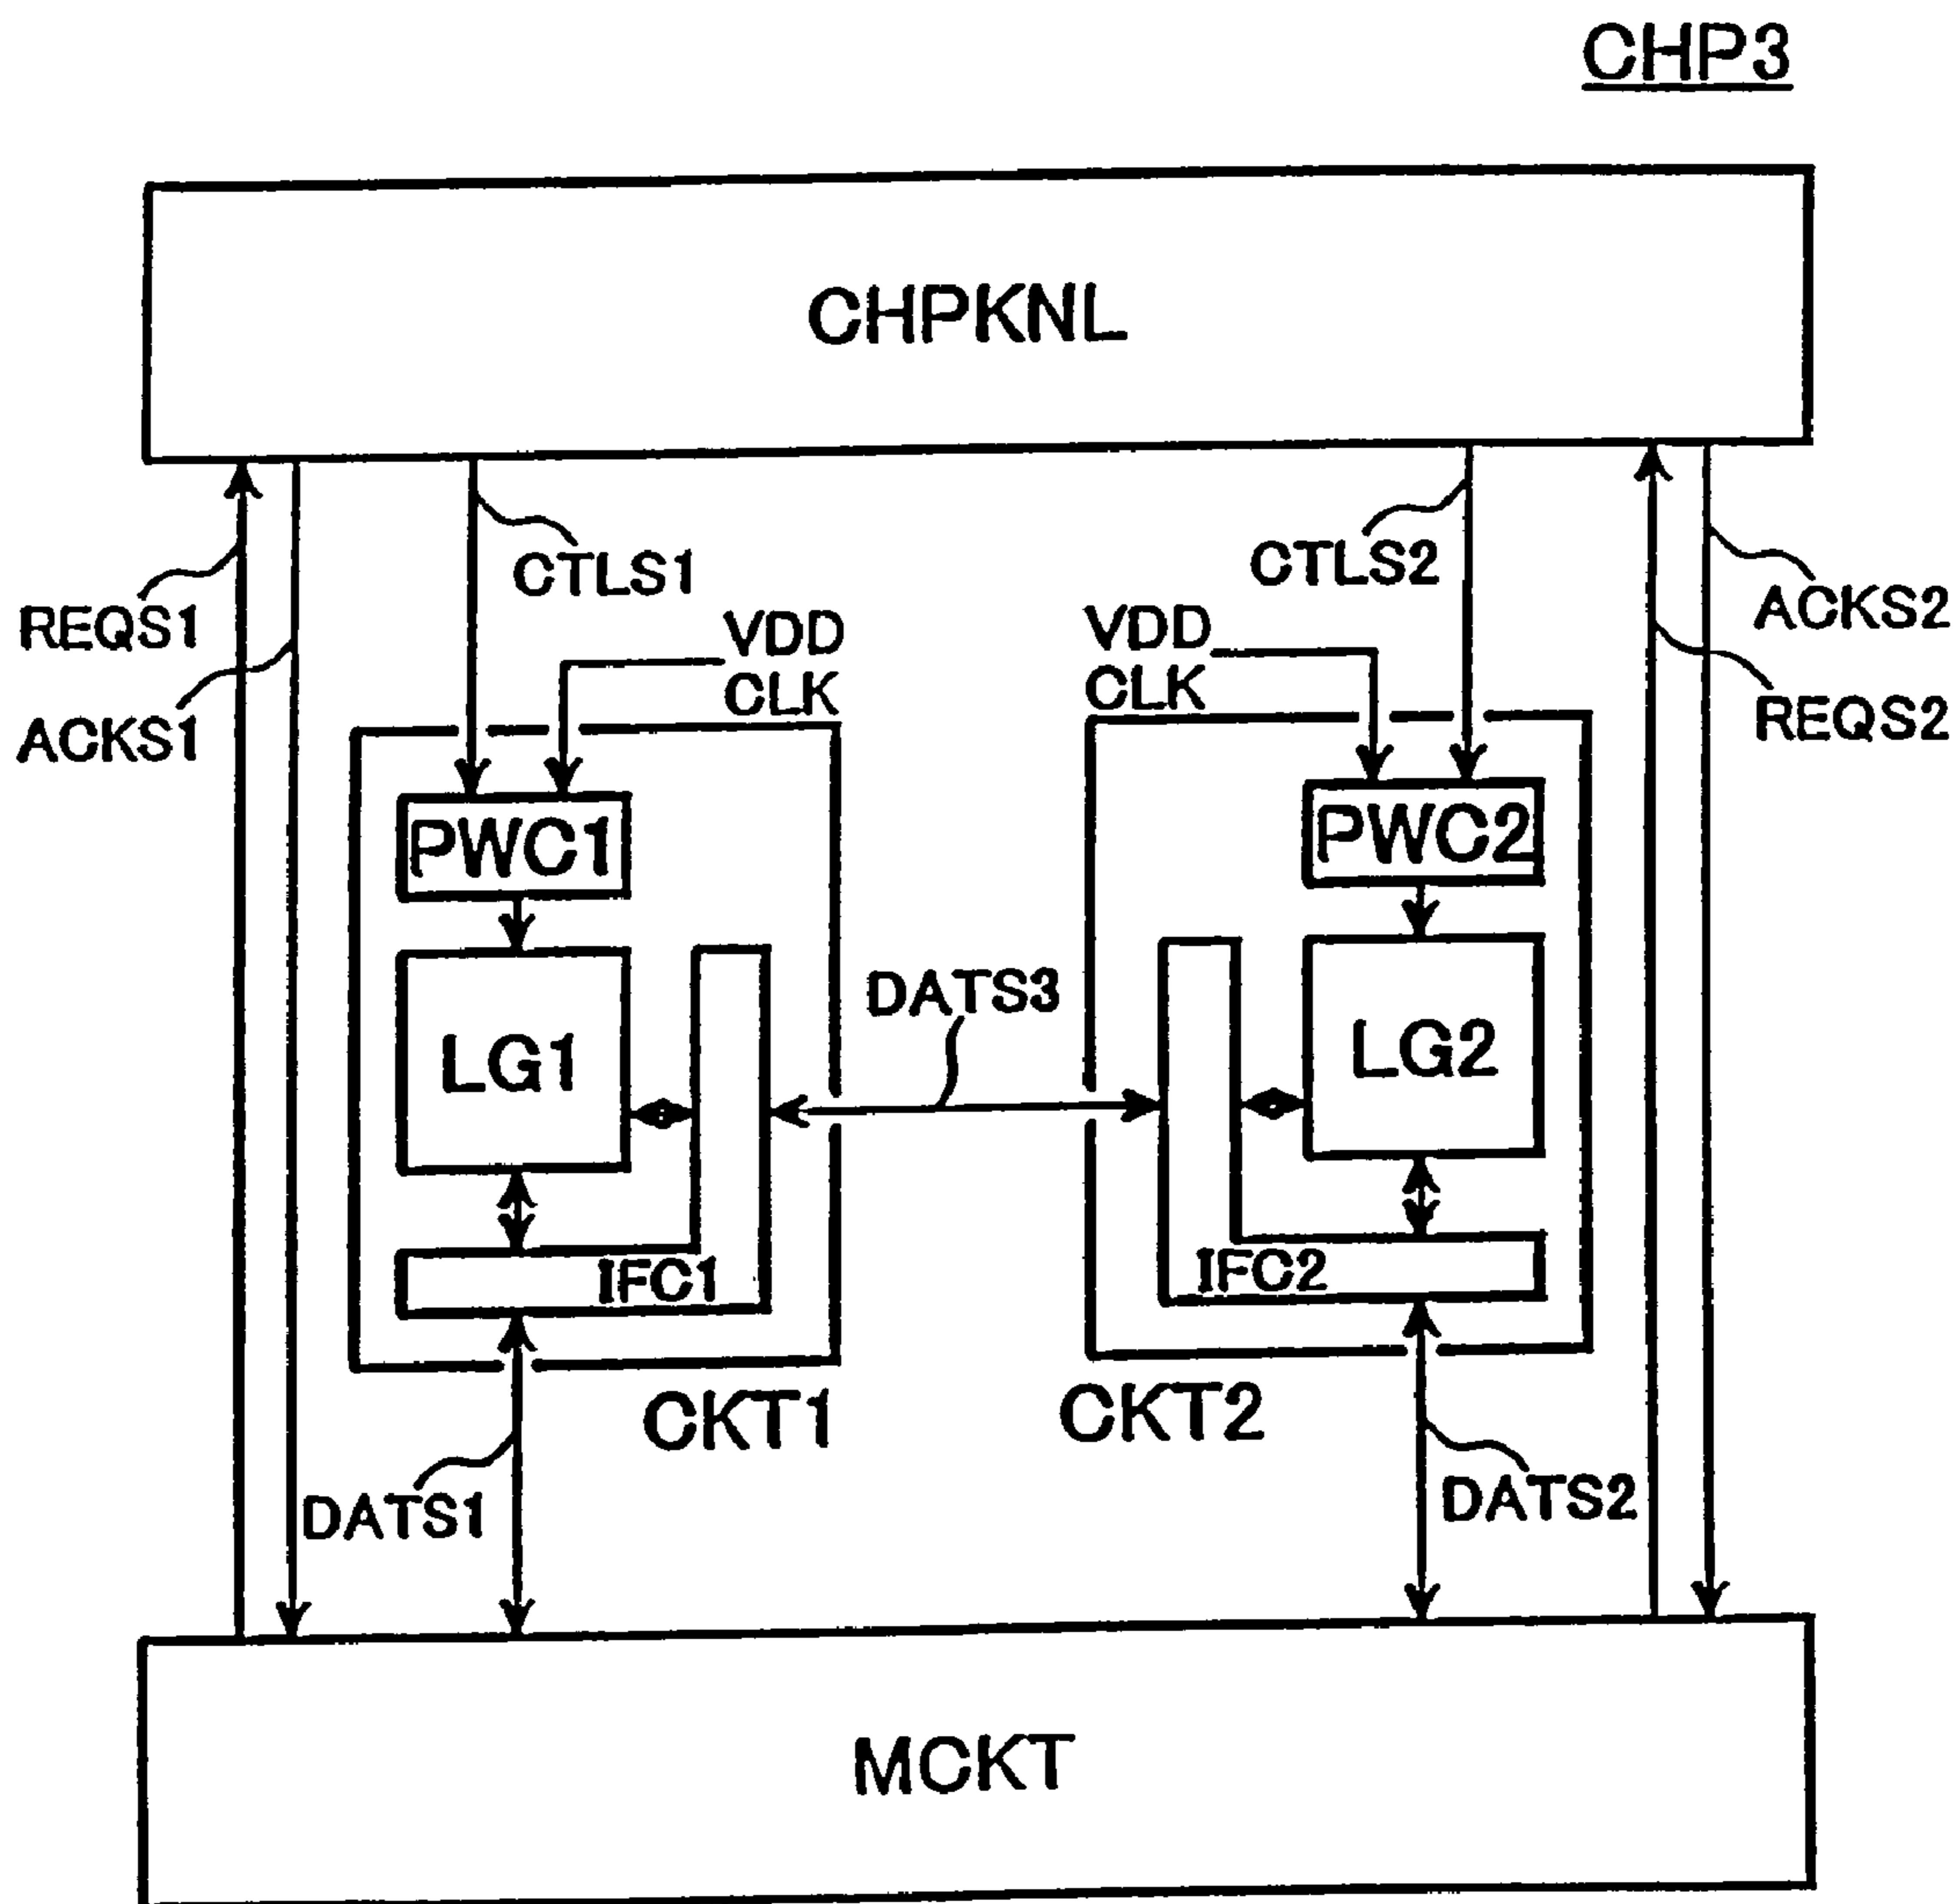 CHP3
CHPKNL
CTLS1
CTLS2
REQS1
ACKS2
VDD
CLK
VDD
CLK
ACKS1
REQS2
PWC1
PWC2
DATS3
LG1
LG2
IFC1
IFC2
CKT1
CKT2
DATS1
DATS2
MCKT